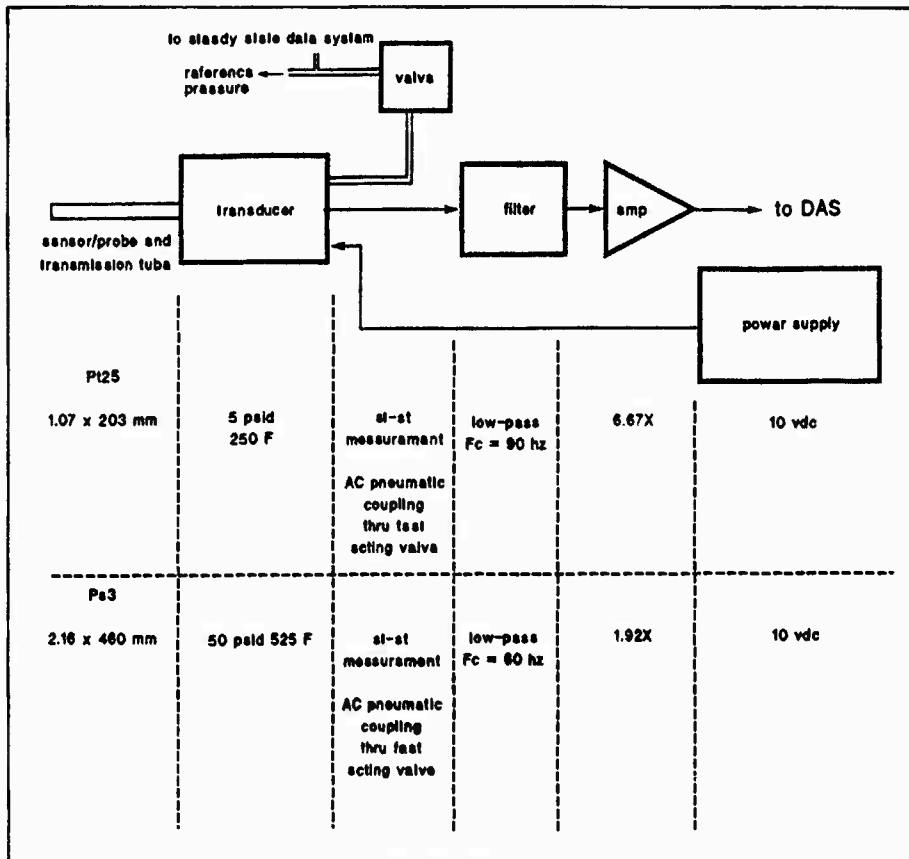 to steady state data system
reference pressure
valve
transducer
filter
amp
to DAS
sensor/probe and
transmission tube
power supply
Pt25
1.07 x 203 mm
5 psid
250 F
st-st
measurement
AC pneumatic
coupling
thru fast
acting valve
low-pass
Fc = 90 hz
6.67X
10 vdc
Ps3
2.16 x 460 mm
50 psid 525 F
st-st
measurement
AC pneumatic
coupling
thru fast
acting valve
low-pass
Fc = 60 hz
1.92X
10 vdc